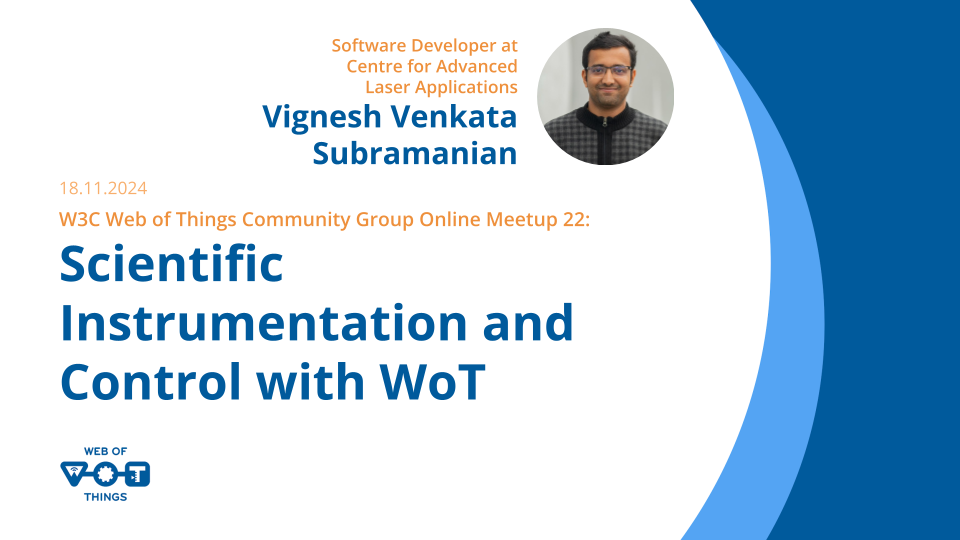 Software Developer at
Centre for Advanced
Laser Applications
Vignesh Venkata
Subramanian
18.11.2024
W3C Web of Things Community Group Online Meetup 22:
Scientific
Instrumentation and
Control with WoT
WEB OF
WOT
THINGS